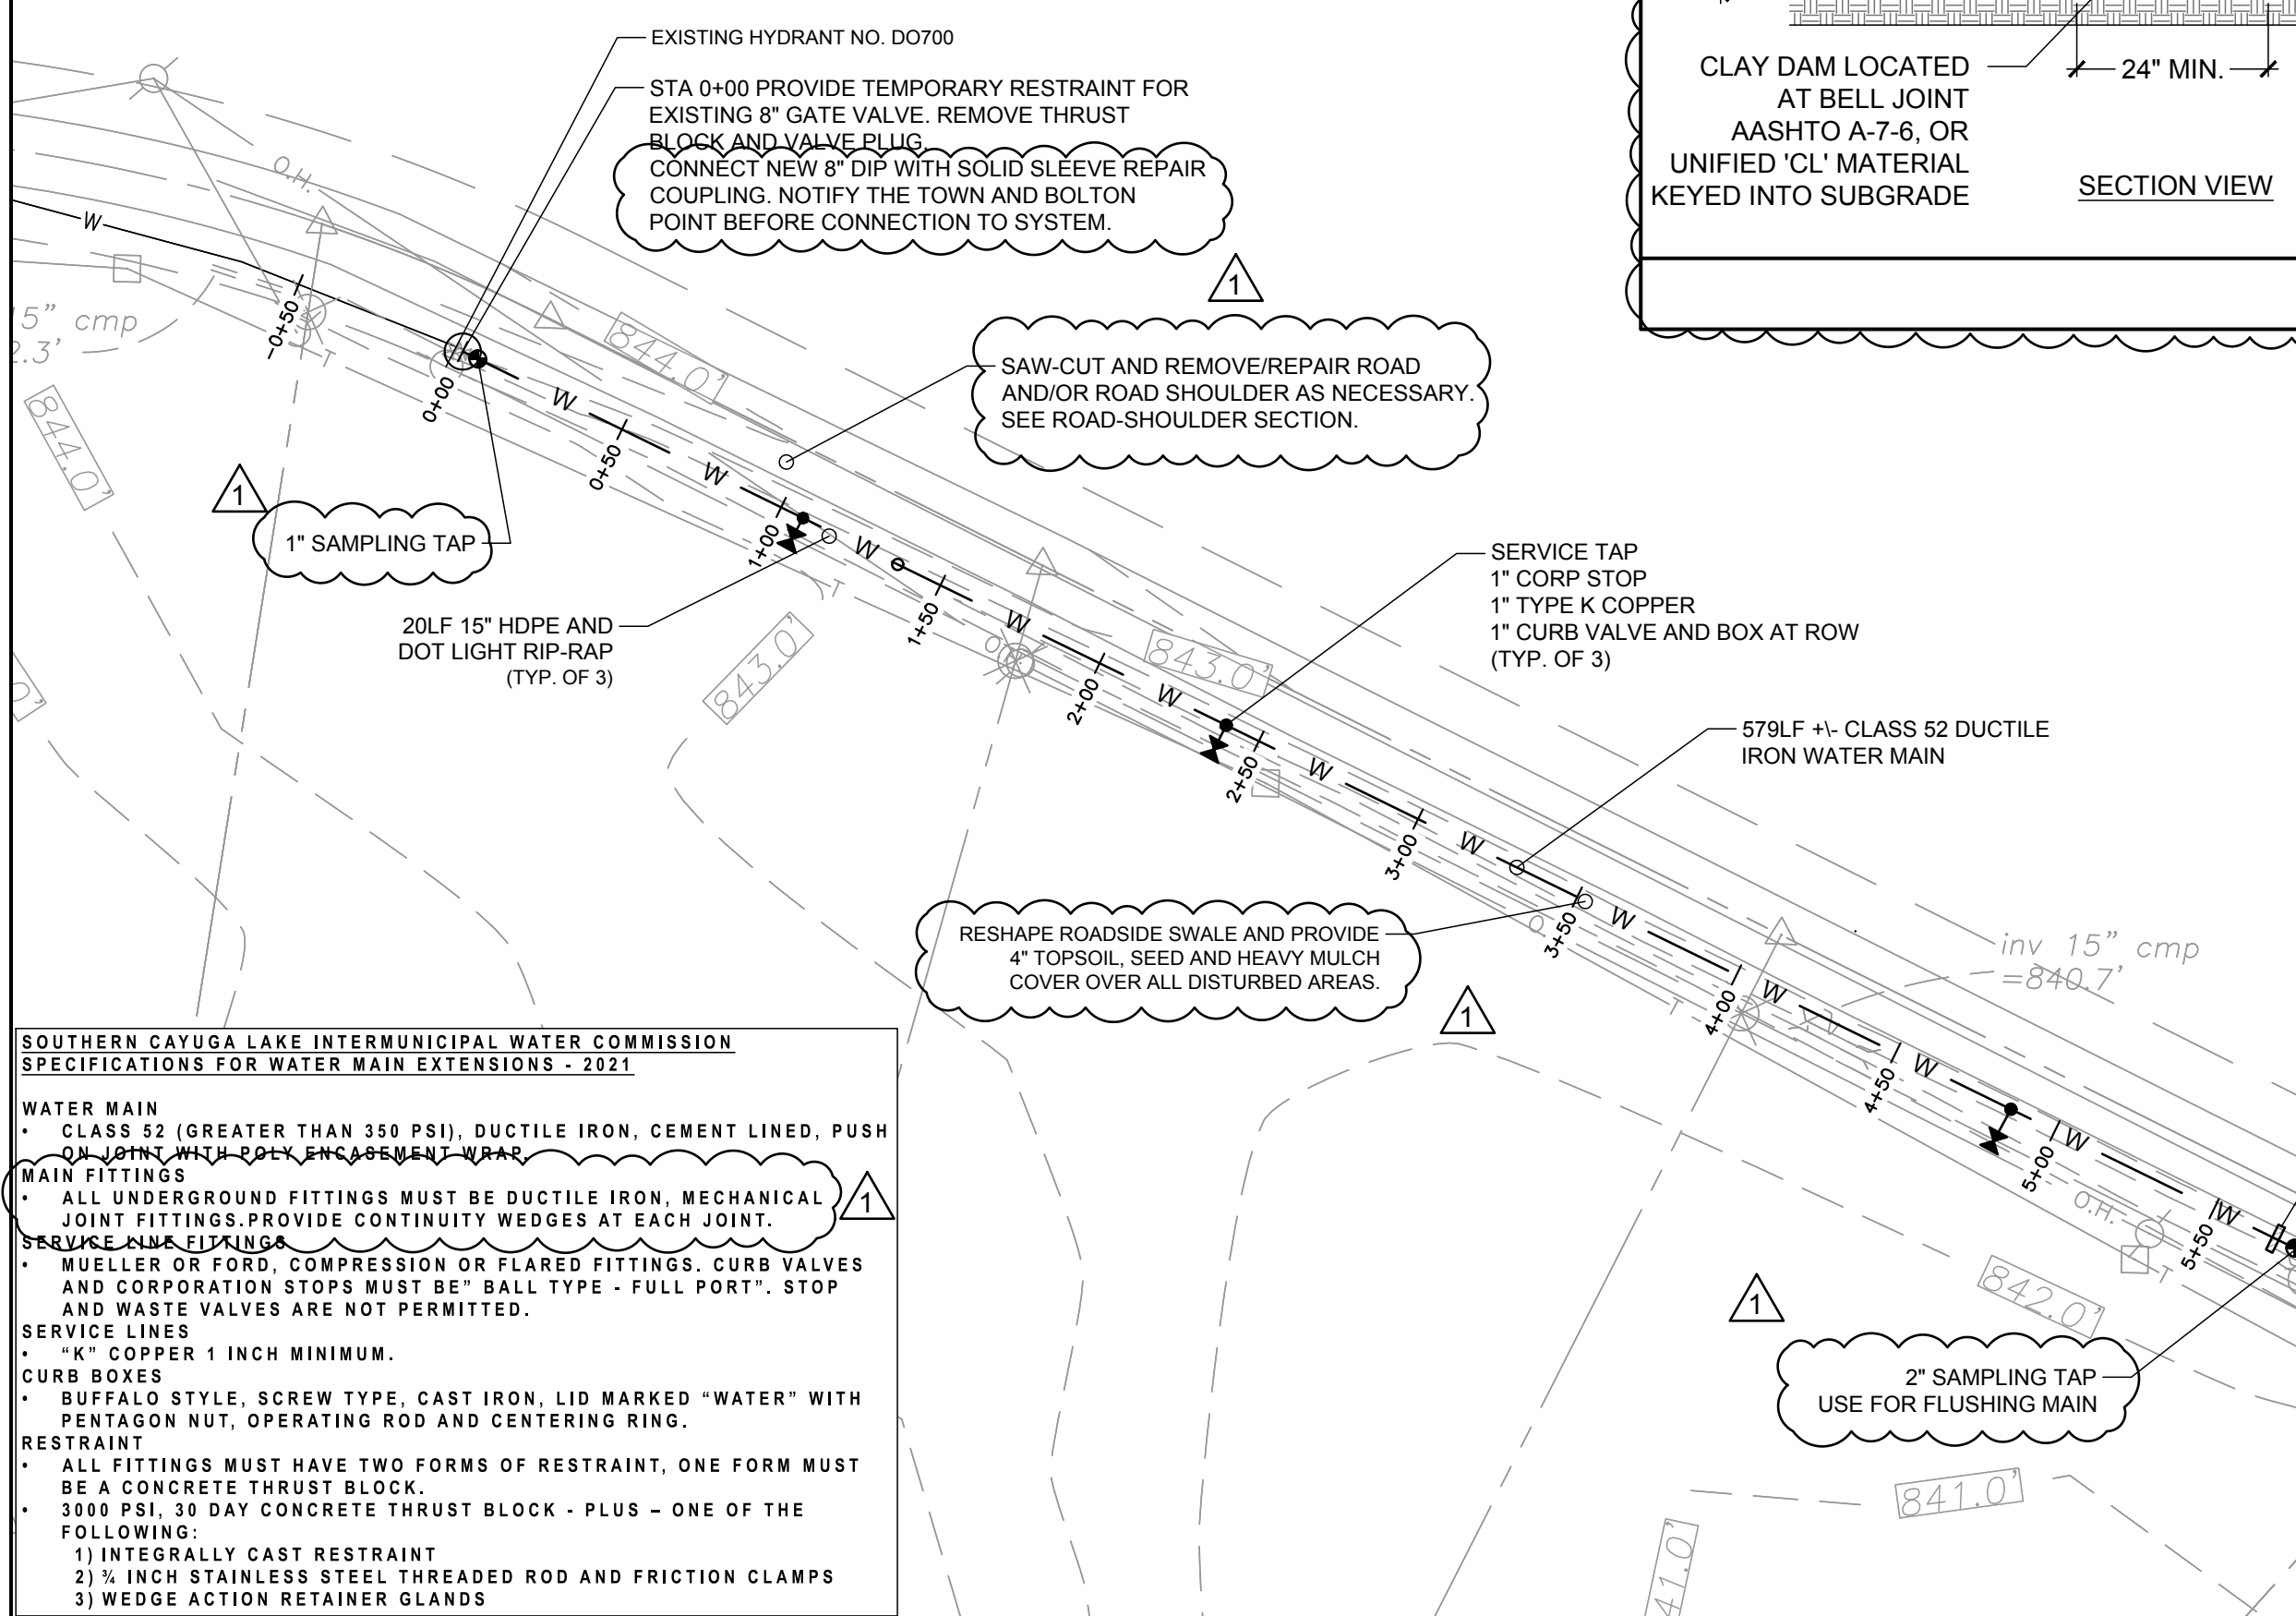 EXISTING HYDRANT NO. DO700
STA 0+00 PROVIDE TEMPORARY RESTRAINT FOR
EXISTING 8" GATE VALVE. REMOVE THRUST
BLOCK AND VALVE PLUG.
CONNECT NEW 8" DIP WITH SOLID SLEEVE REPAIR
COUPLING. NOTIFY THE TOWN AND BOLTON
POINT BEFORE CONNECTION TO SYSTEM.
1
CLAY DAM LOCATED
AT BELL JOINT
AASHTO A-7-6, OR
UNIFIED 'CL' MATERIAL
KEYED INTO SUBGRADE
24" MIN.
SECTION VIEW
O.H.
W
-0+50
5" cmp
2.3'
844.0'
844.0'
0+00
W
0+50
W
SAW-CUT AND REMOVE/REPAIR ROAD
AND/OR ROAD SHOULDER AS NECESSARY.
SEE ROAD-SHOULDER SECTION.
1
1" SAMPLING TAP
T
1+00
W
20LF 15" HDPE AND
DOT LIGHT RIP-RAP
(TYP. OF 3)
T
1+50
W
843.0'
843.0'
2+00
W
SERVICE TAP
1" CORP STOP
1" TYPE K COPPER
1" CURB VALVE AND BOX AT ROW
(TYP. OF 3)
2+50
W
579LF +\- CLASS 52 DUCTILE
IRON WATER MAIN
3+00
W
RESHAPE ROADSIDE SWALE AND PROVIDE
4" TOPSOIL, SEED AND HEAVY MULCH
COVER OVER ALL DISTURBED AREAS.
1
3+50
W
inv 15" cmp
=840.7'
4+00
W
T
4+50
W
5+00
W
O.H.
5+50
W
T
842.0'
1
2" SAMPLING TAP
USE FOR FLUSHING MAIN
841.0'
41.0'
SOUTHERN CAYUGA LAKE INTERMUNICIPAL WATER COMMISSION
SPECIFICATIONS FOR WATER MAIN EXTENSIONS - 2021
WATER MAIN
• CLASS 52 (GREATER THAN 350 PSI), DUCTILE IRON, CEMENT LINED, PUSH
ON JOINT WITH POLY ENCASEMENT WRAP.
MAIN FITTINGS
• ALL UNDERGROUND FITTINGS MUST BE DUCTILE IRON, MECHANICAL
JOINT FITTINGS.PROVIDE CONTINUITY WEDGES AT EACH JOINT.
1
SERVICE LINE FITTINGS
• MUELLER OR FORD, COMPRESSION OR FLARED FITTINGS. CURB VALVES
AND CORPORATION STOPS MUST BE" BALL TYPE - FULL PORT". STOP
AND WASTE VALVES ARE NOT PERMITTED.
SERVICE LINES
• “K” COPPER 1 INCH MINIMUM.
CURB BOXES
• BUFFALO STYLE, SCREW TYPE, CAST IRON, LID MARKED “WATER” WITH
PENTAGON NUT, OPERATING ROD AND CENTERING RING.
RESTRAINT
• ALL FITTINGS MUST HAVE TWO FORMS OF RESTRAINT, ONE FORM MUST
BE A CONCRETE THRUST BLOCK.
• 3000 PSI, 30 DAY CONCRETE THRUST BLOCK - PLUS – ONE OF THE
FOLLOWING:
1) INTEGRALLY CAST RESTRAINT
2) ¾ INCH STAINLESS STEEL THREADED ROD AND FRICTION CLAMPS
3) WEDGE ACTION RETAINER GLANDS